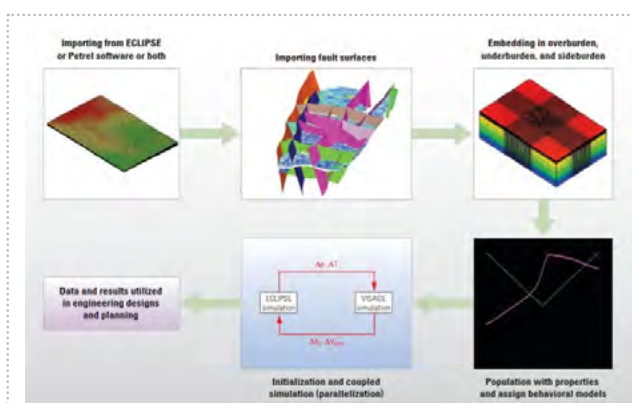 Importing from ECLIPSE
or Petrel software or both
Importing fault surfaces
Embedding in overburden,
underburden, and sideburden
Data and results utilized
in engineering designs
and planning
ECLIPSE
simulation
VISAGE
simulation
Initialization and coupled
simulation (parallelization)
Population with properties
and assign behavioral models